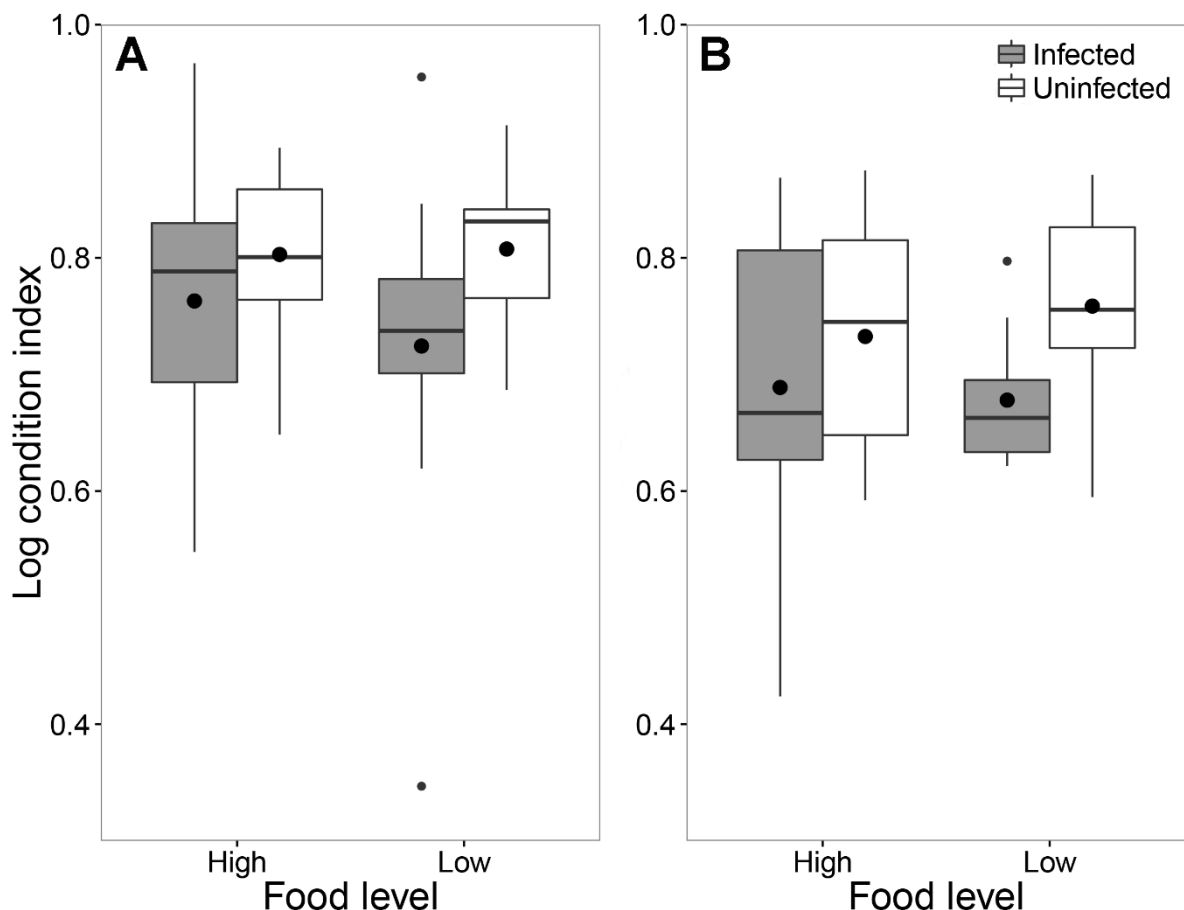 A
B
Infected
Uninfected
Log condition index
1.0
0.8
0.6
0.4
High
Low
Food level
1.0
0.8
0.6
0.4
High
Low
Food level